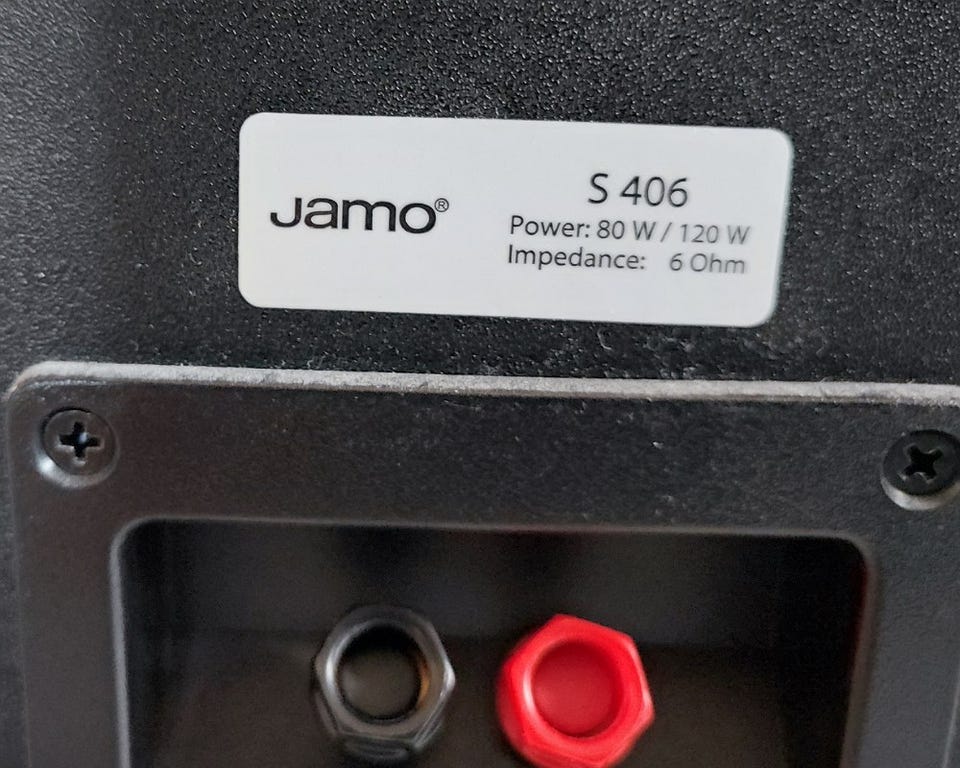 Jamo®
S 406
Power: 80 W / 120 W
Impedance: 6 Ohm